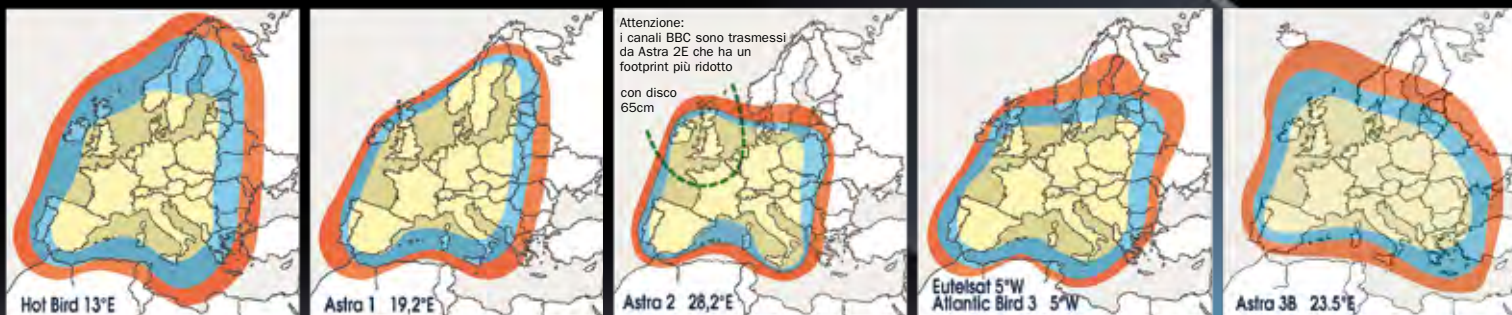 Hot Bird 13°E
Astra 1 19,2°E
Attenzione:
i canali BBC sono trasmessi
da Astra 2E che ha un
footprint più ridotto
con disco
65cm
Astra 2 28,2°E
Eutelsat 5°W
Atlantic Bird 3 5°W
Astra 3B 23.5°E